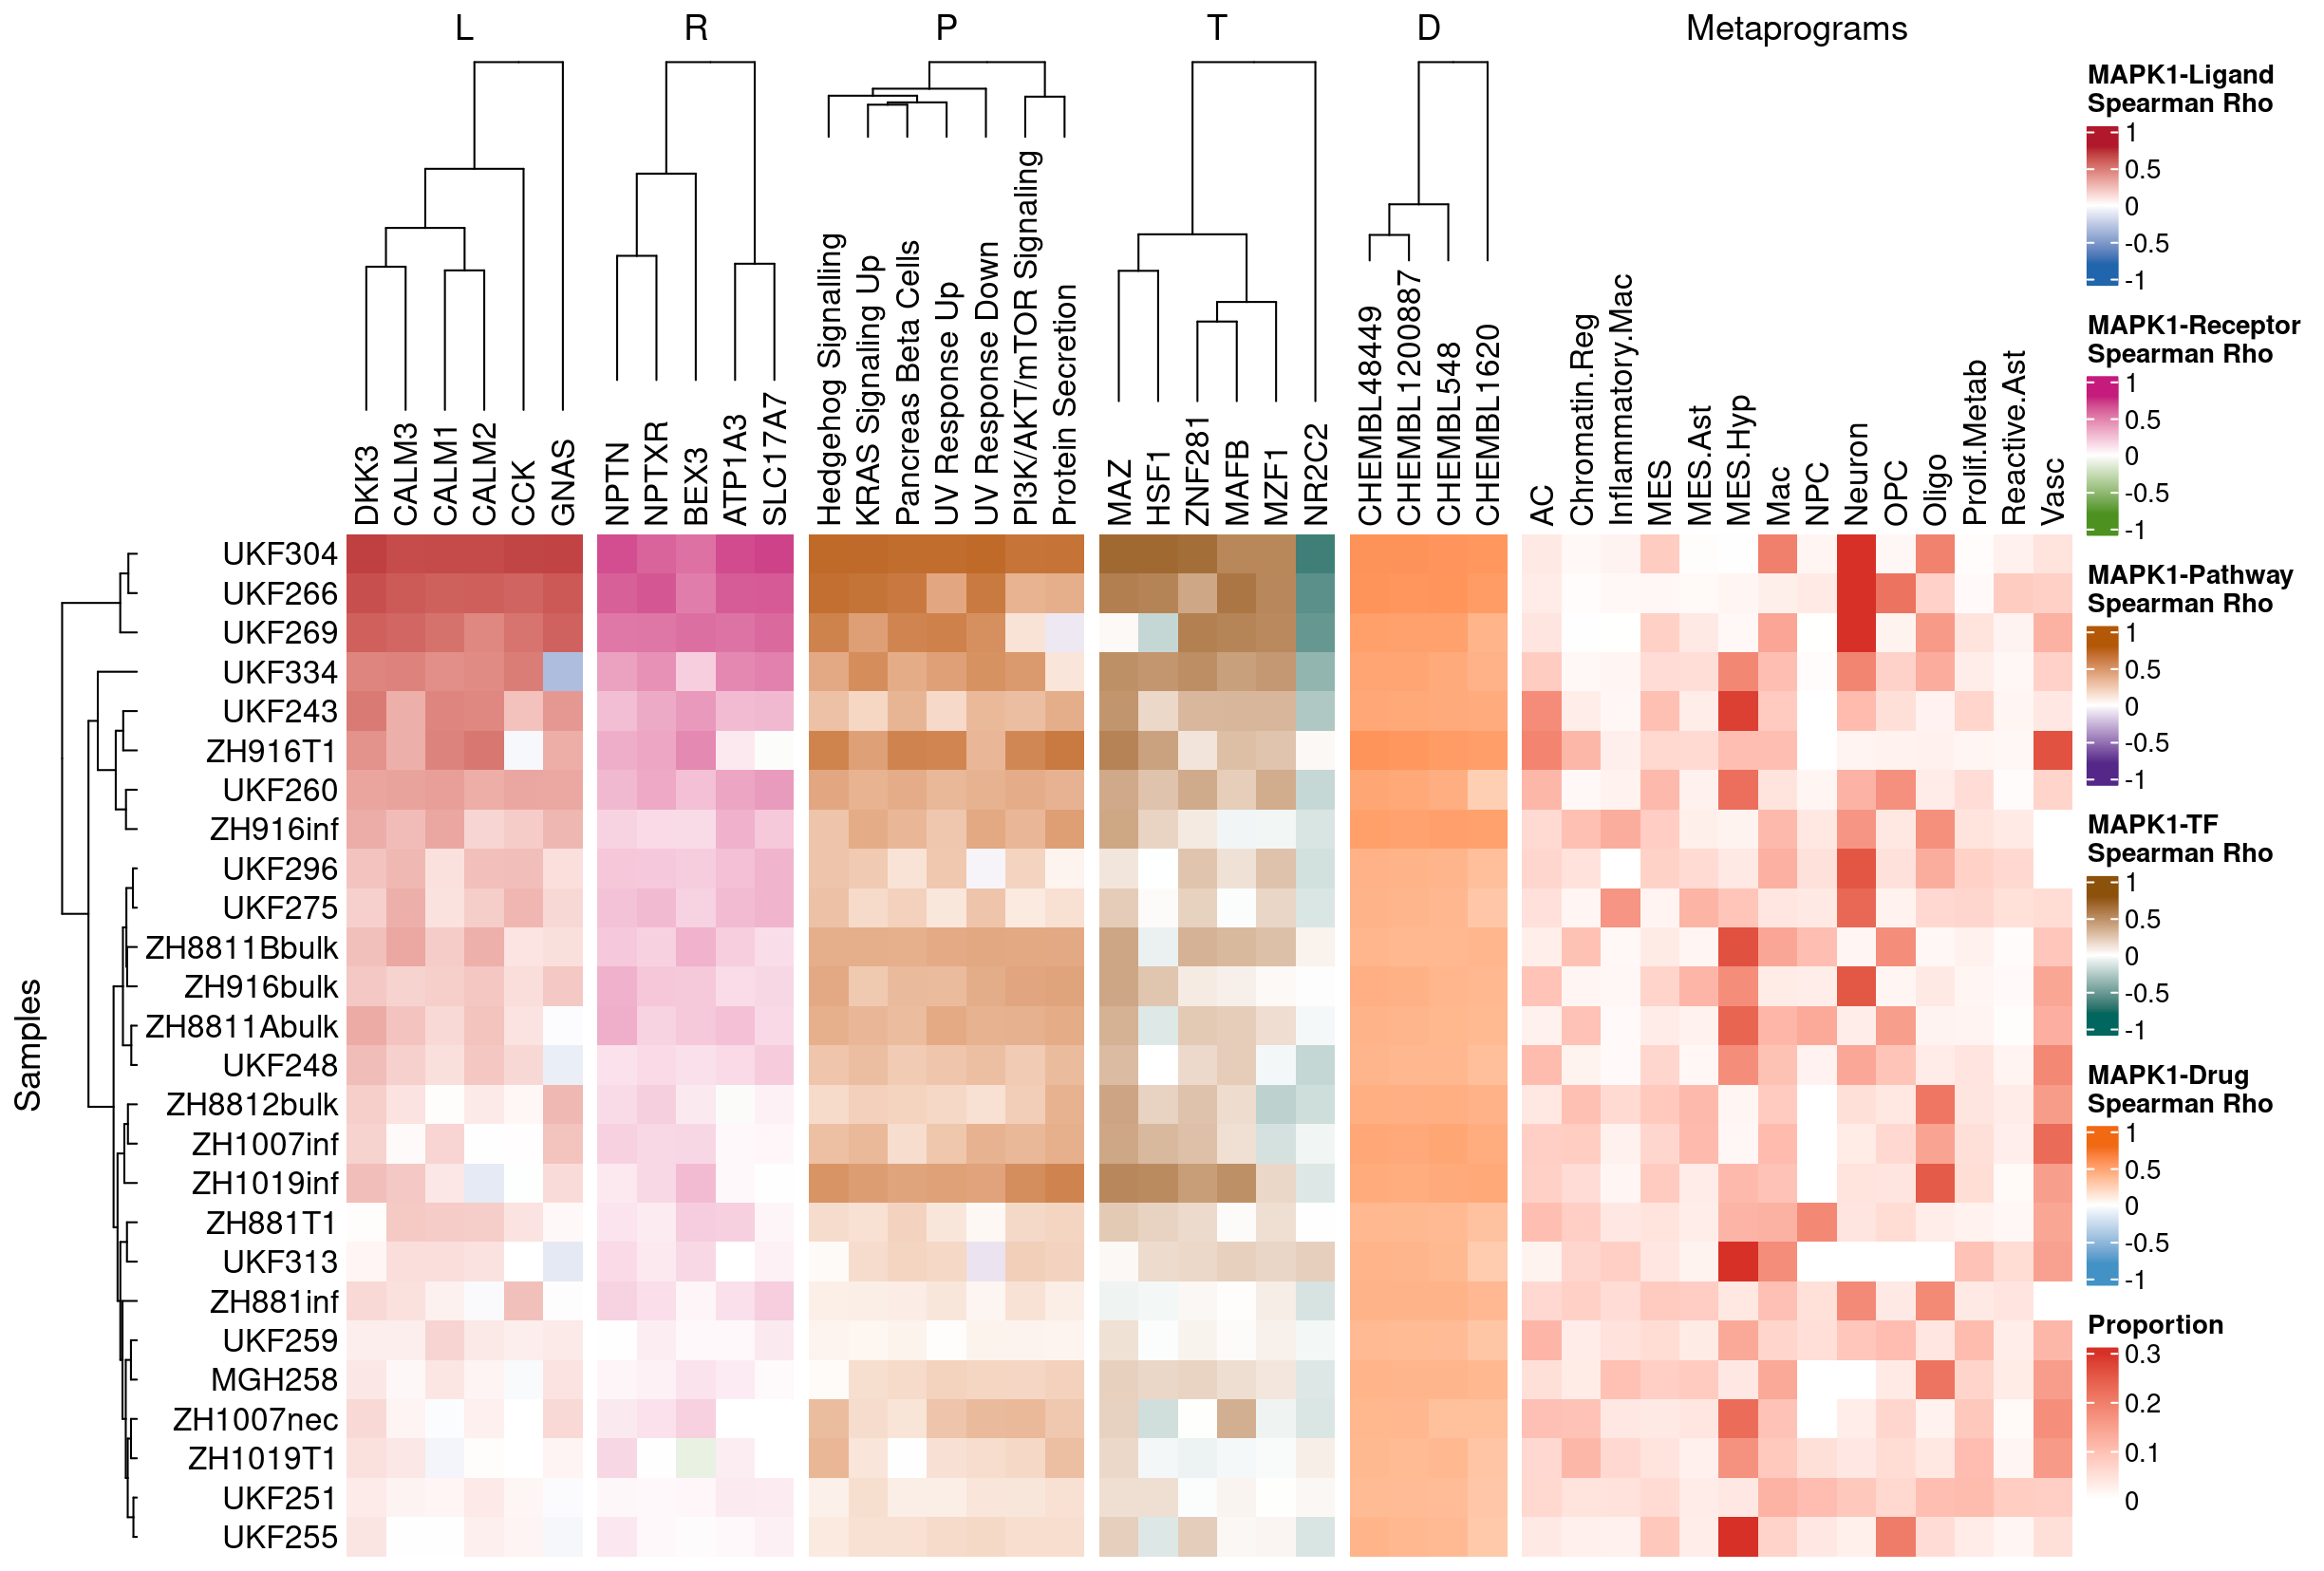 L R P T D Metaprograms
DKK3
CALM3
CALM1
CALM2
CCK
GNAS
NPTN
NPTXR
BEX3
ATP1A3
SLC17A7
Hedgehog Signalling
KRAS Signaling Up
Pancreas Beta Cells
UV Response Up
UV Response Down
PI3K/AKT/mTOR Signaling
Protein Secretion
MAZ
HSF1
ZNF281
MAFB
MZF1
NR2C2
CHEMBL48449
CHEMBL1200887
CHEMBL548
CHEMBL1620
AC
Chromatin.Reg
Inflammatory.Mac
MES
MES.Ast
MES.Hyp
Mac
NPC
Neuron
OPC
Oligo
Prolif.Metab
Reactive.Ast
Vasc
Samples
UKF304
UKF266
UKF269
UKF334
UKF243
ZH916T1
UKF260
ZH916inf
UKF296
UKF275
ZH8811Bbulk
ZH916bulk
ZH8811Abulk
UKF248
ZH8812bulk
ZH1007inf
ZH1019inf
ZH881T1
UKF313
ZH881inf
UKF259
MGH258
ZH1007nec
ZH1019T1
UKF251
UKF255
MAPK1-Ligand
Spearman Rho
1
0.5
0
-0.5
-1
MAPK1-Receptor
Spearman Rho
1
0.5
0
-0.5
-1
MAPK1-Pathway
Spearman Rho
1
0.5
0
-0.5
-1
MAPK1-TF
Spearman Rho
1
0.5
0
-0.5
-1
MAPK1-Drug
Spearman Rho
1
0.5
0
-0.5
-1
Proportion
0.3
0.2
0.1
0